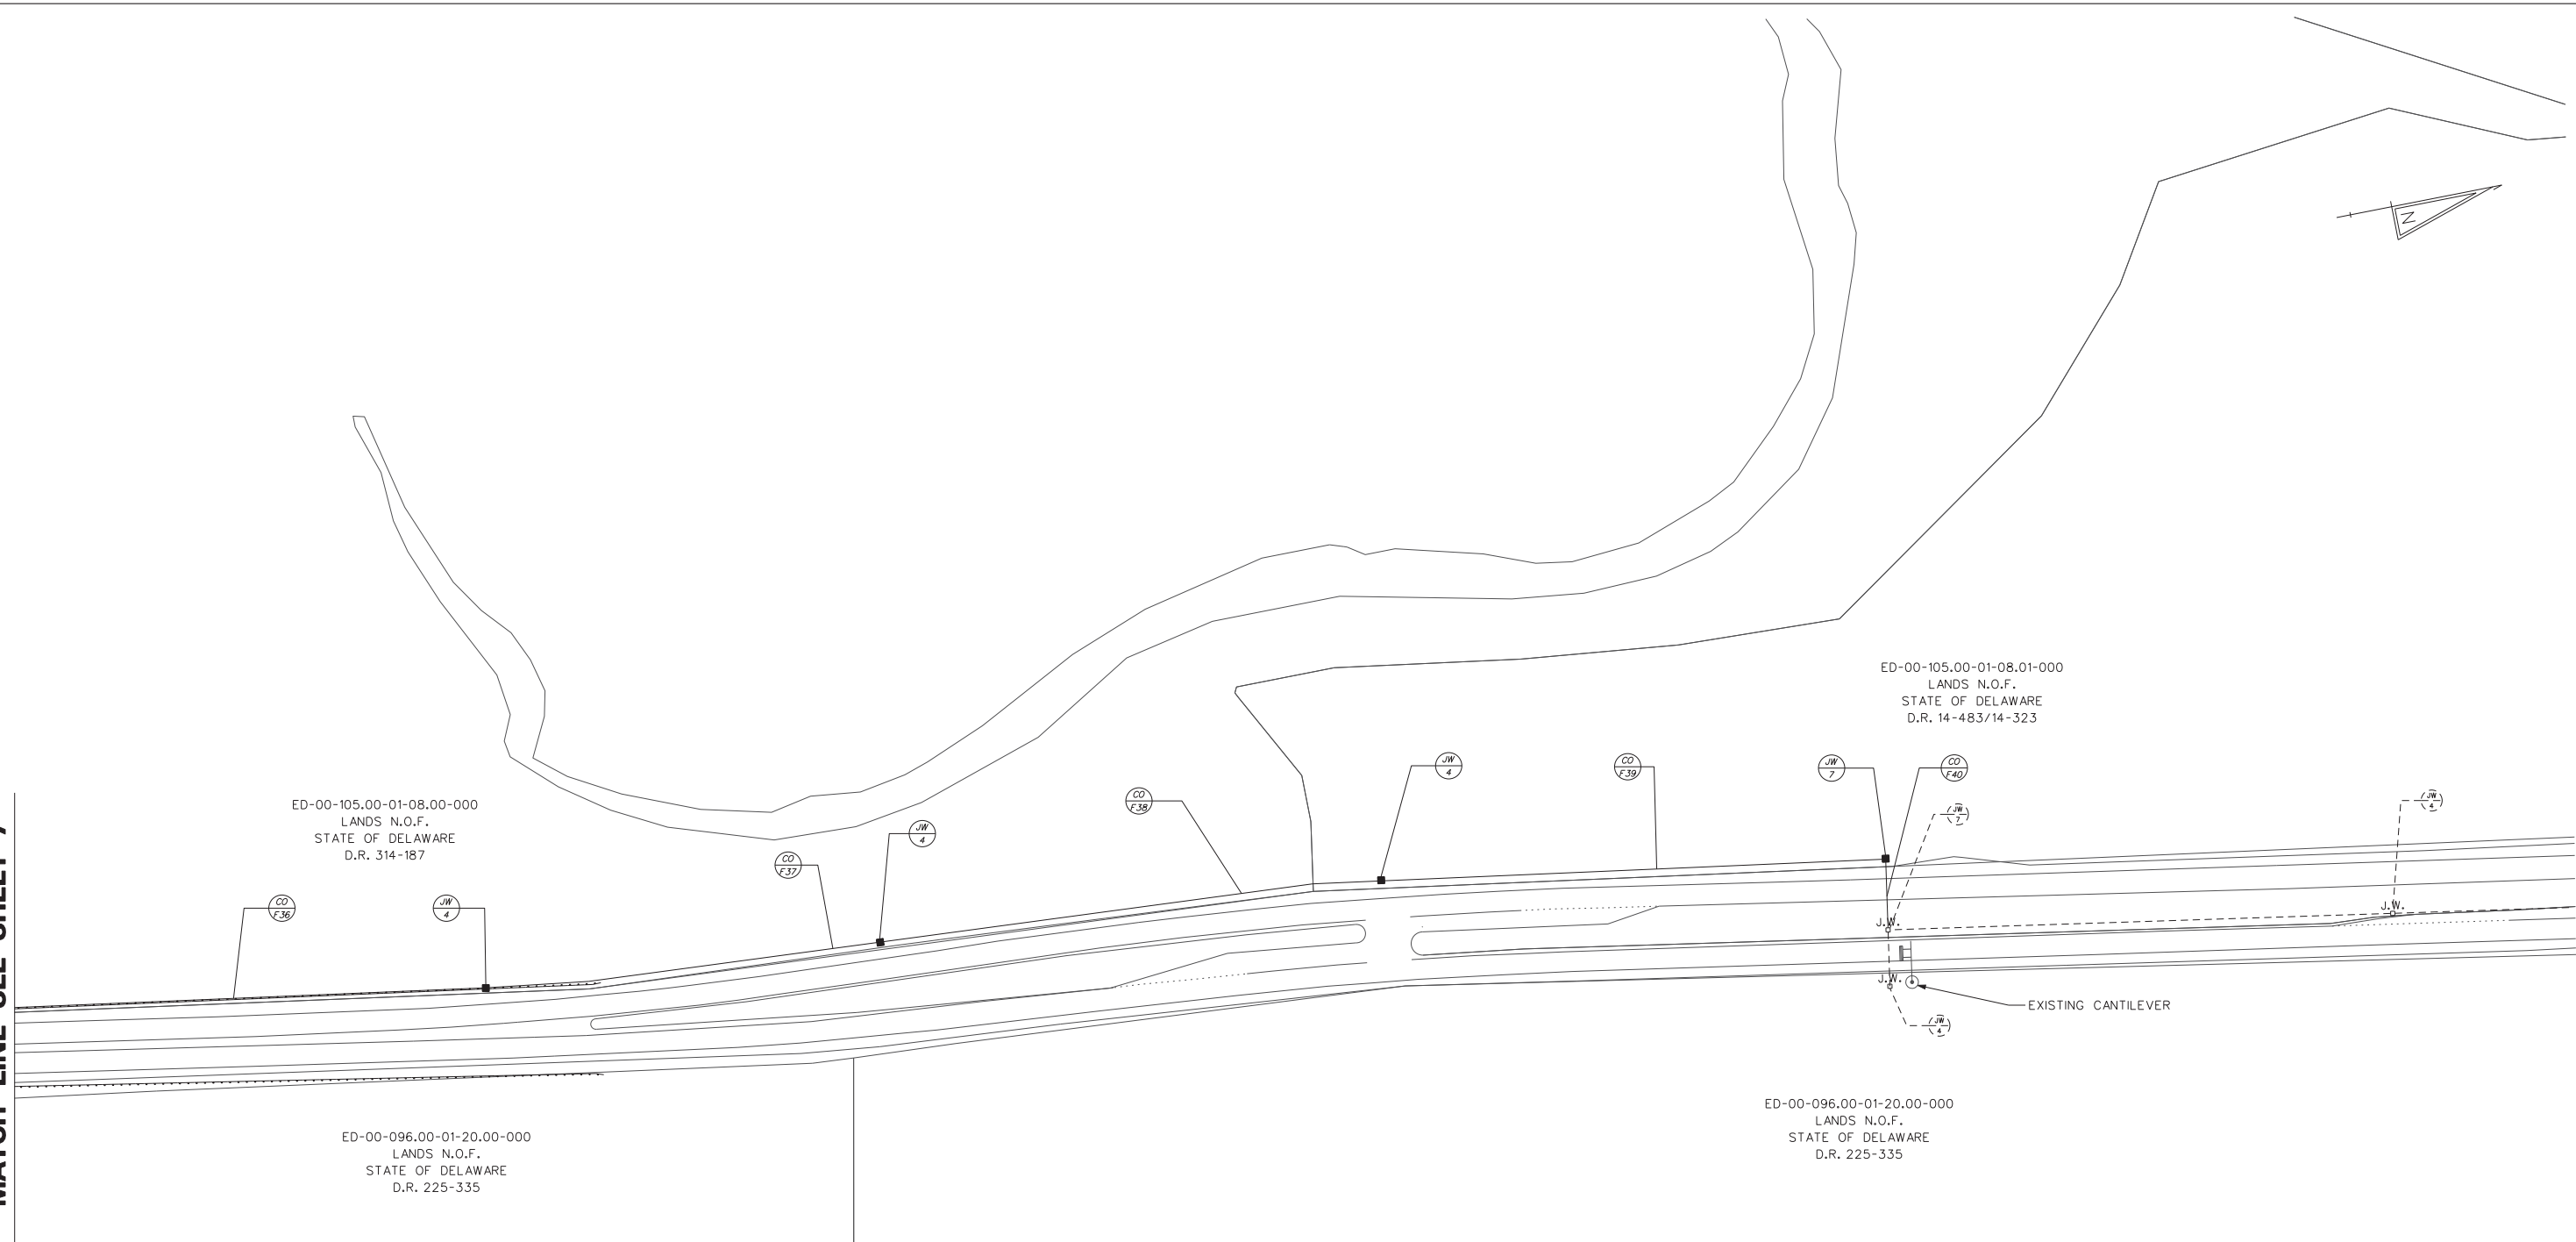 N
ED-00-105.00-01-08.01-000
LANDS N.O.F.
STATE OF DELAWARE
D.R. 14-483/14-323
ED-00-105.00-01-08.00-000
LANDS N.O.F.
STATE OF DELAWARE
D.R. 314-187
CO
F36
JW
4
CO
F37
JW
4
CO
F38
JW
4
CO
F39
JW
7
CO
F40
JW
7
JW
4
J.W.
J.W.
J.W.
JW
4
EXISTING CANTILEVER
ED-00-096.00-01-20.00-000
LANDS N.O.F.
STATE OF DELAWARE
D.R. 225-335
ED-00-096.00-01-20.00-000
LANDS N.O.F.
STATE OF DELAWARE
D.R. 225-335